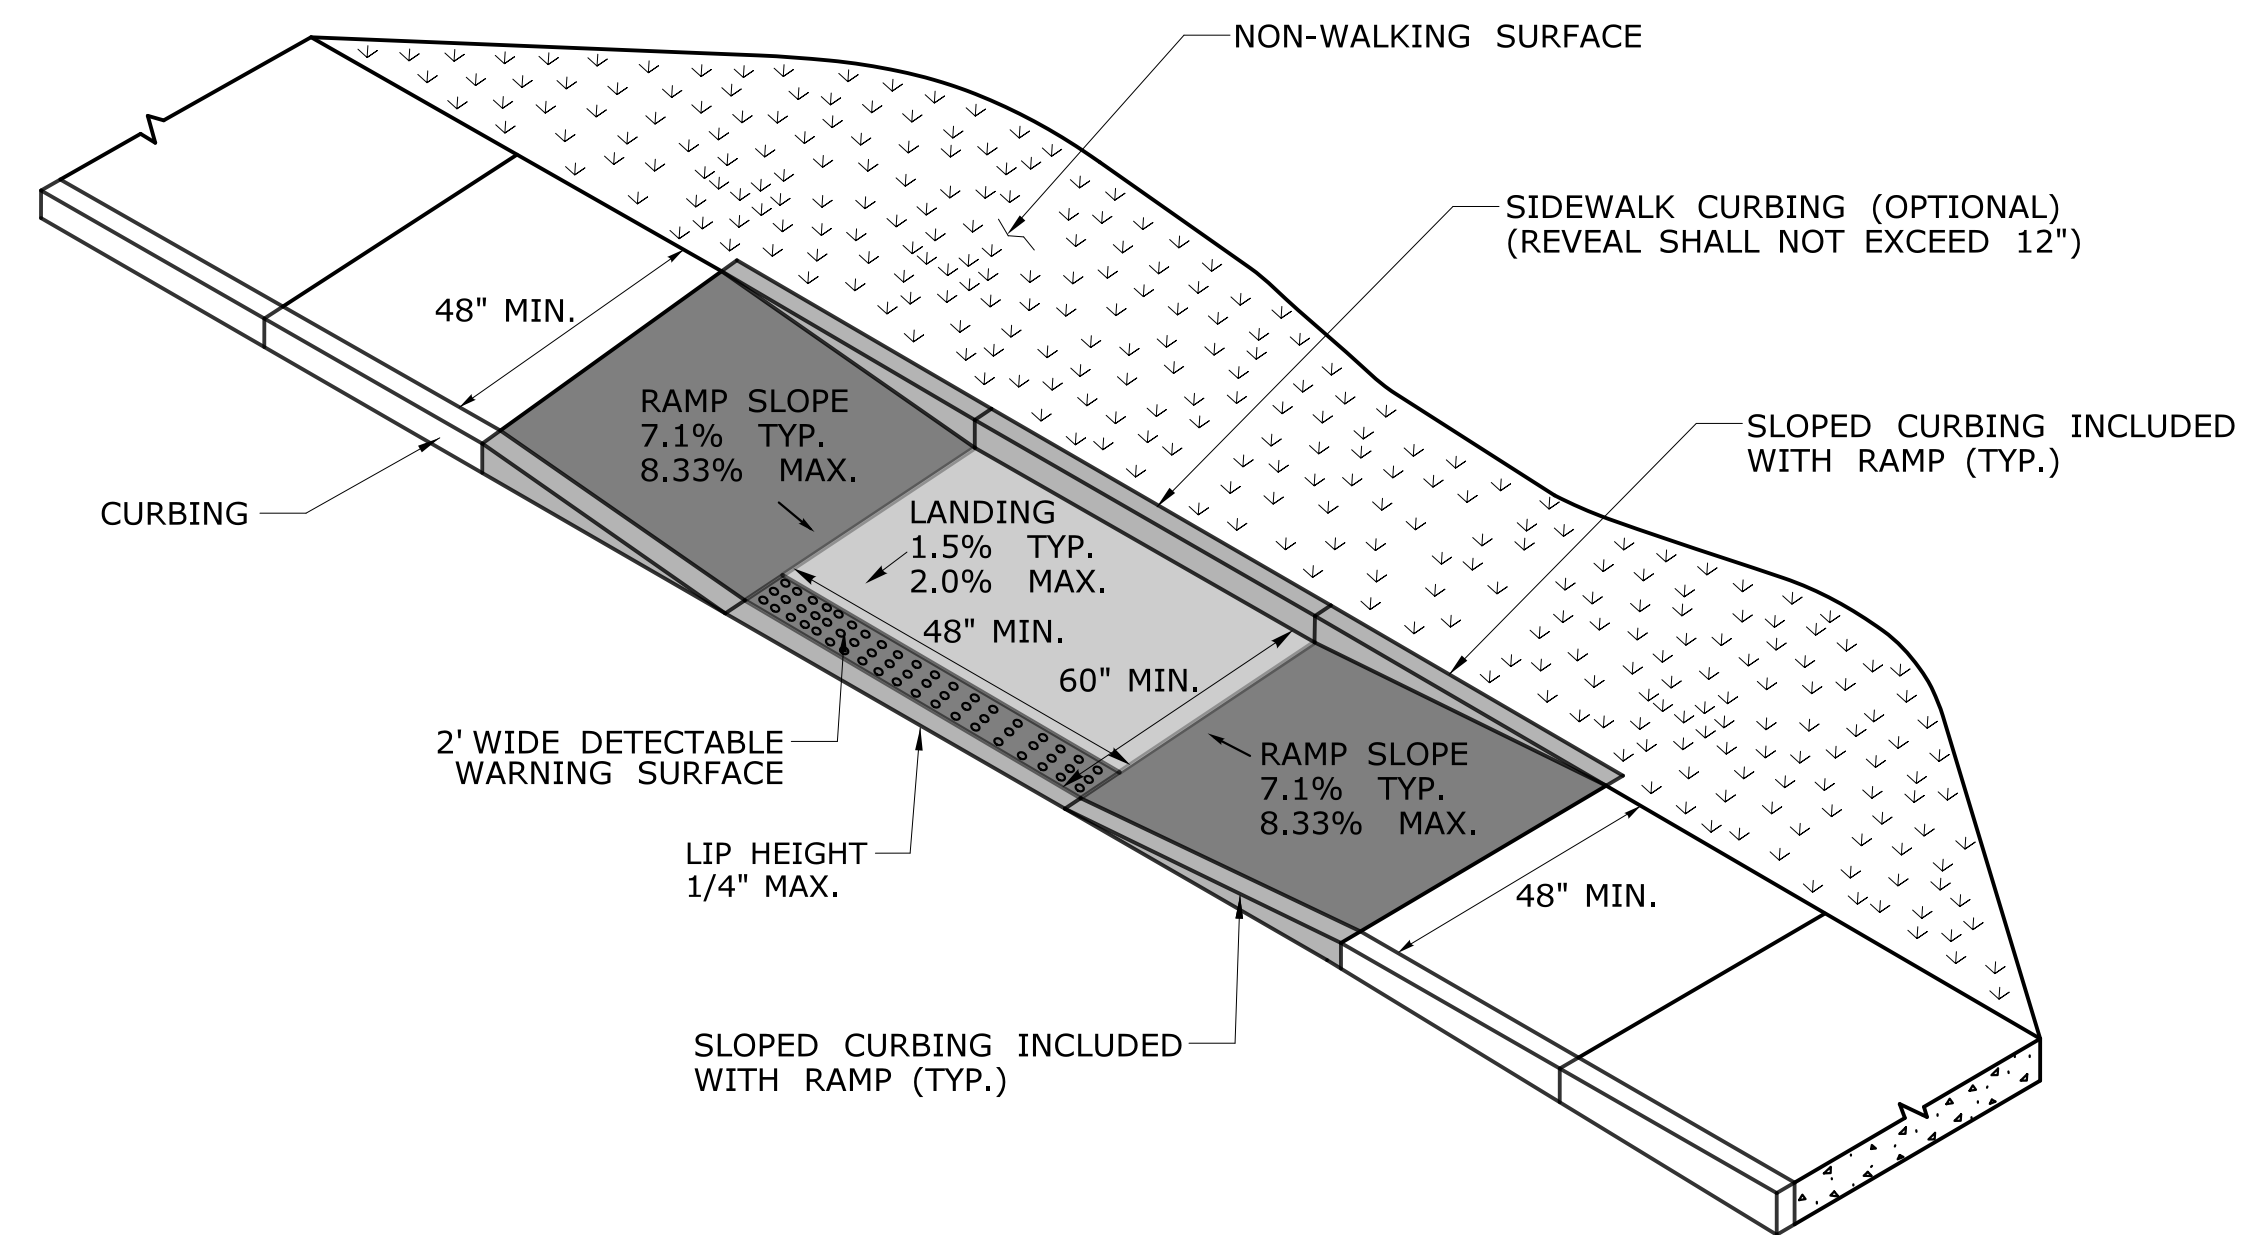 NON-WALKING SURFACE
SIDEWALK CURBING (OPTIONAL)
(REVEAL SHALL NOT EXCEED 12")
48" MIN.
RAMP SLOPE
7.1% TYP.
8.33% MAX.
SLOPED CURBING INCLUDED
WITH RAMP (TYP.)
CURBING
LANDING
1.5% TYP.
2.0% MAX.
48" MIN.
60" MIN.
2' WIDE DETECTABLE
WARNING SURFACE
RAMP SLOPE
7.1% TYP.
8.33% MAX.
LIP HEIGHT
1/4" MAX.
48" MIN.
SLOPED CURBING INCLUDED
WITH RAMP (TYP.)